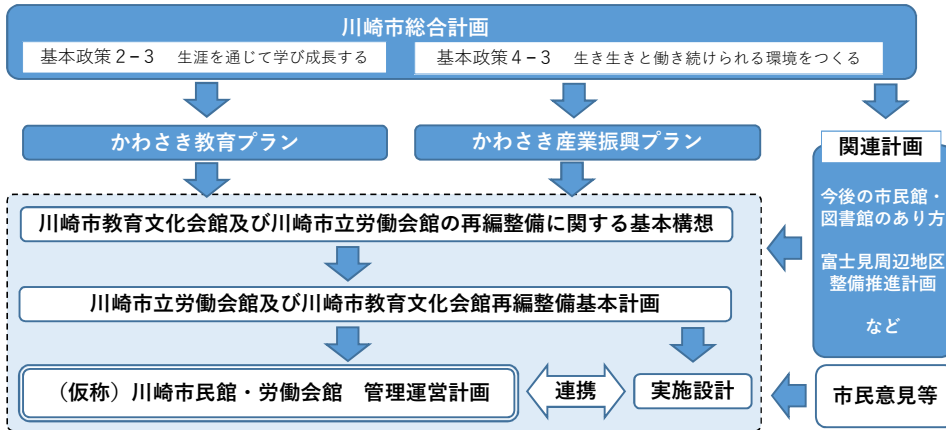 川崎市総合計画
基本政策2-3 生涯を通じて学び成長する
基本政策4-3 生き生きと働き続けられる環境をつくる
かわさき教育プラン
かわさき産業振興プラン
関連計画
今後の市民館・
図書館のあり方
富士見周辺地区
整備推進計画
など
川崎市教育文化会館及び川崎市立労働会館の再編整備に関する基本構想
川崎市立労働会館及び川崎市教育文化会館再編整備基本計画
（仮称）川崎市民館・労働会館　管理運営計画
連携
実施設計
市民意見等